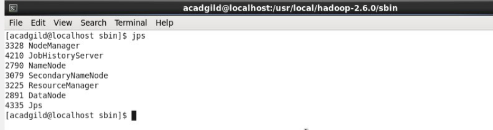 acadgild@localhost:/usr/local/hadoop-2.6.0/sbin
File Edit View Search Terminal Help
[acadgild@localhost sbin]$ jps
3328 NodeManager
4210 JobHistoryServer
2790 NameNode
3079 SecondaryNameNode
3225 ResourceManager
2891 DataNode
4335 Jps
[acadgild@localhost sbin]$